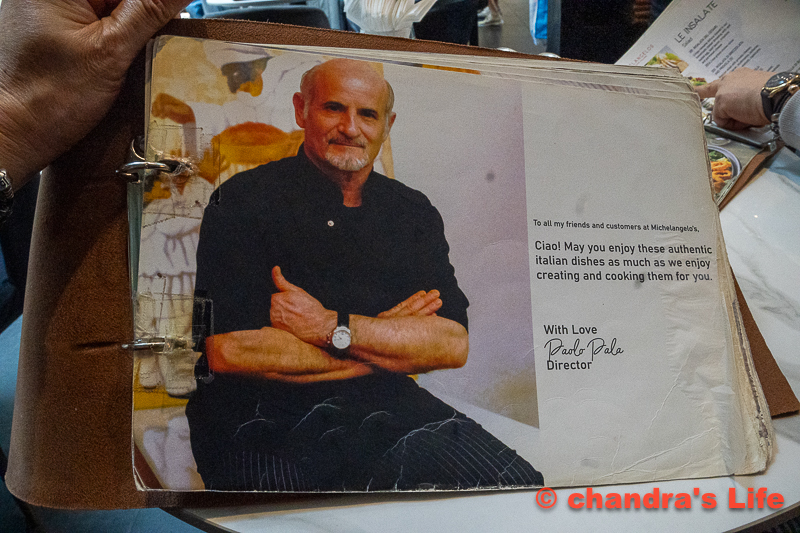 LE INSALATE
To all my friends and customers at Michelangelo's,
Ciao! May you enjoy these authentic
italian dishes as much as we enjoy
creating and cooking them for you.
With Love
Paolo Pala
Director
© chandra's Life